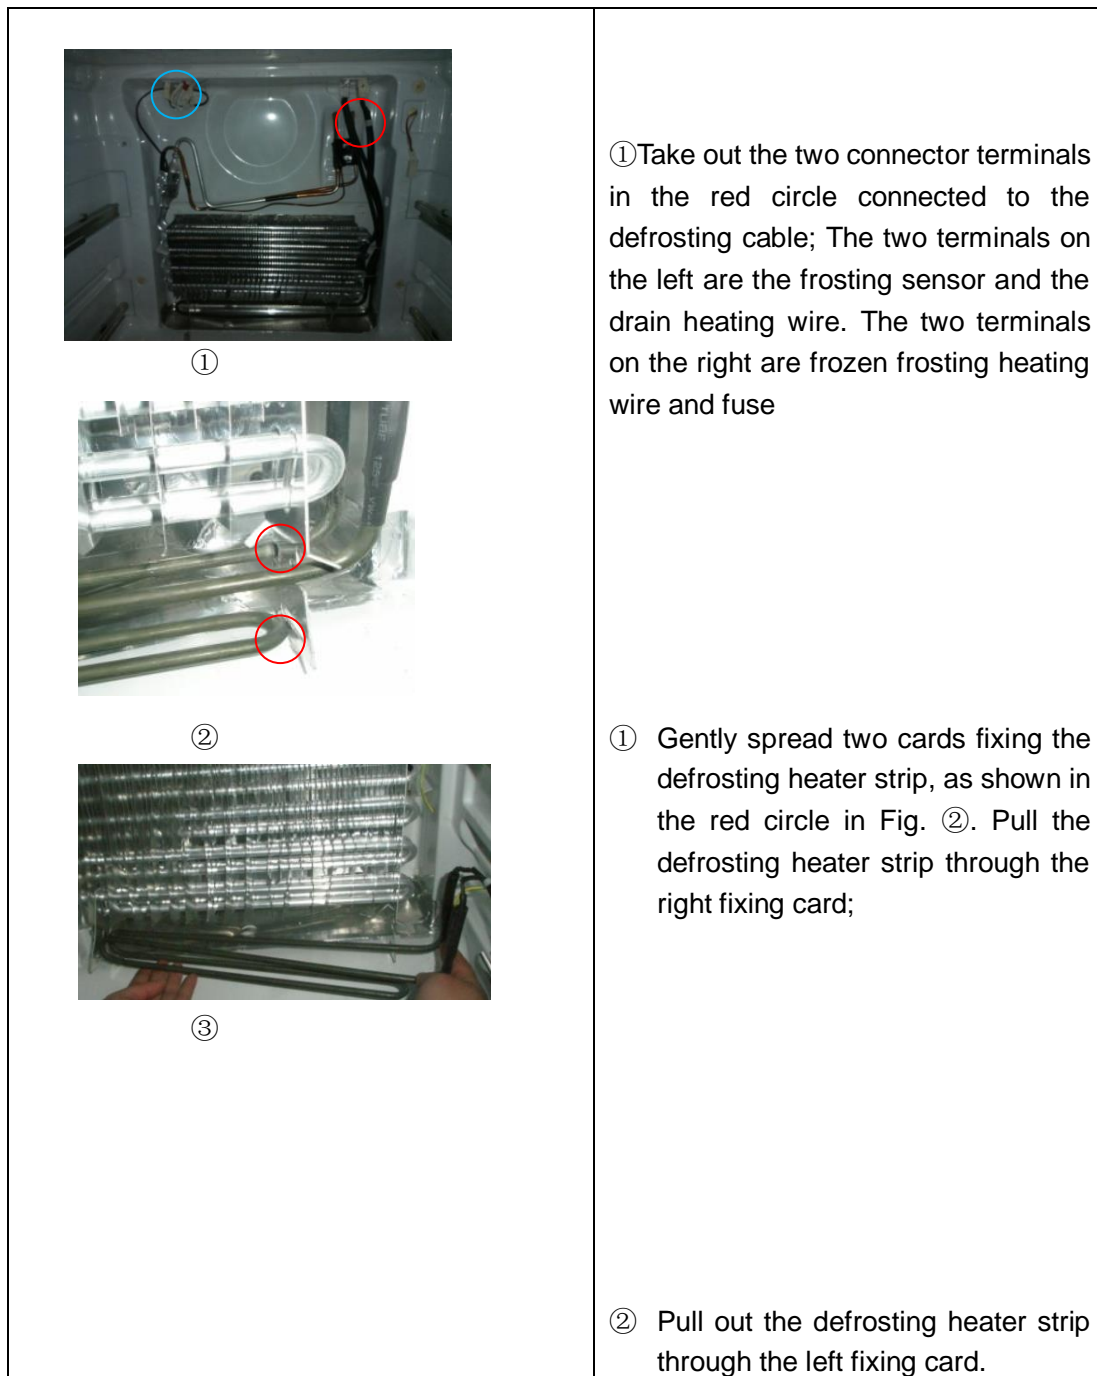 ①
②
③
TUBE 125
①Take out the two connector terminals
in the red circle connected to the
defrosting cable; The two terminals on
the left are the frosting sensor and the
drain heating wire. The two terminals
on the right are frozen frosting heating
wire and fuse
① Gently spread two cards fixing the
defrosting heater strip, as shown in
the red circle in Fig. ②. Pull the
defrosting heater strip through the
right fixing card;
② Pull out the defrosting heater strip
through the left fixing card.